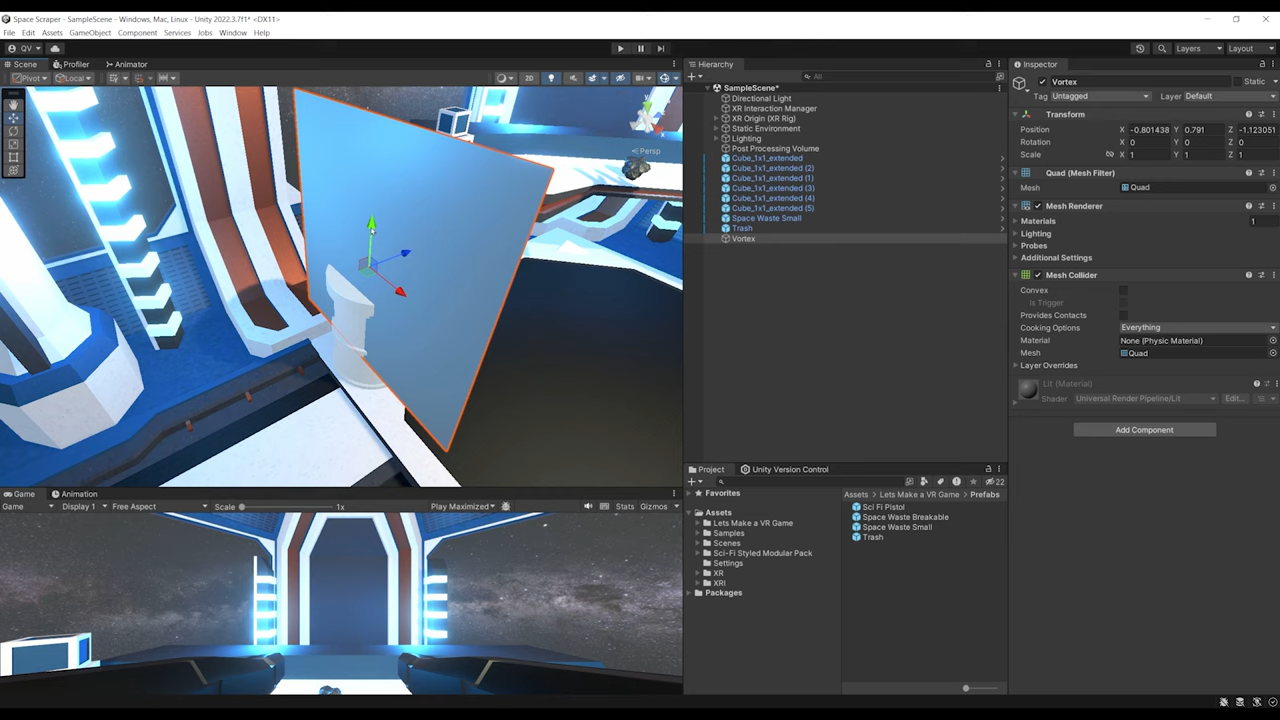 Space Scraper - SampleScene - Windows, Mac, Linux - Unity 2022.3.7f1* <DX11>
File Edit Assets GameObject Component Services Jobs Window Help
QV
Layers Layout
Scene Profiler Animator
Pivot Local 2D
Persp
Hierarchy
All
SampleScene*
Directional Light
XR Interaction Manager
XR Origin (XR Rig)
Static Environment
Lighting
Post Processing Volume
Cube_1x1_extended
Cube_1x1_extended (2)
Cube_1x1_extended (1)
Cube_1x1_extended (3)
Cube_1x1_extended (4)
Cube_1x1_extended (5)
Space Waste Small
Trash
Vortex
Inspector
Vortex Static
Tag Untagged Layer Default
Transform
Position X -0.801438 Y 0.791 Z -1.123051
Rotation X 0 Y 0 Z 0
Scale X 1 Y 1 Z 1
Quad (Mesh Filter)
Mesh Quad
Mesh Renderer
Materials 1
Lighting
Probes
Additional Settings
Mesh Collider
Convex
Is Trigger
Provides Contacts
Cooking Options Everything
Material None (Physic Material)
Mesh Quad
Layer Overrides
Lit (Material)
Shader Universal Render Pipeline/Lit Edit...
Add Component
Game Animation
Game Display 1 Free Aspect Scale 1x Play Maximized Stats Gizmos
Project Unity Version Control
22
Favorites
Assets
Lets Make a VR Game
Samples
Scenes
Sci-Fi Styled Modular Pack
Settings
XR
XRI
Packages
Assets > Lets Make a VR Game > Prefabs
Sci Fi Pistol
Space Waste Breakable
Space Waste Small
Trash